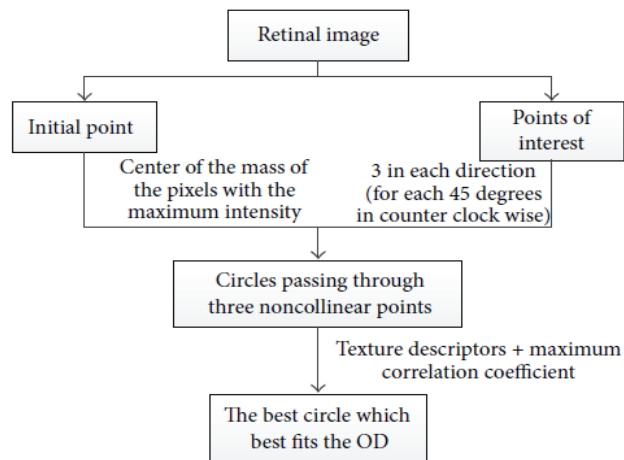 Retinal image
Initial point
Points of
interest
Center of the mass of
the pixels with the
maximum intensity
3 in each direction
(for each 45 degrees
in counter clock wise)
Circles passing through
three noncollinear points
Texture descriptors + maximum
correlation coefficient
The best circle which
best fits the OD